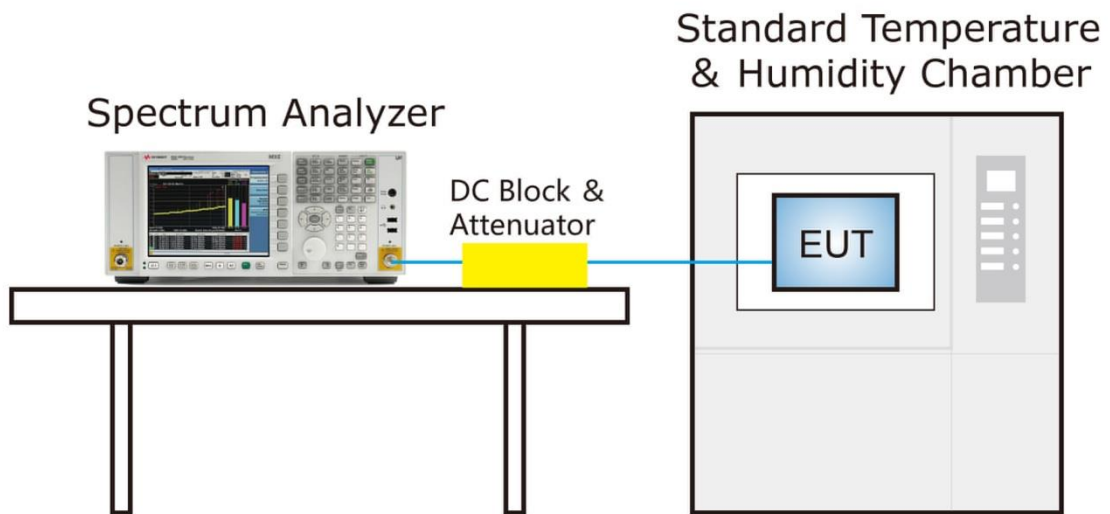 Standard Temperature
& Humidity Chamber
Spectrum Analyzer
DC Block &
Attenuator
EUT